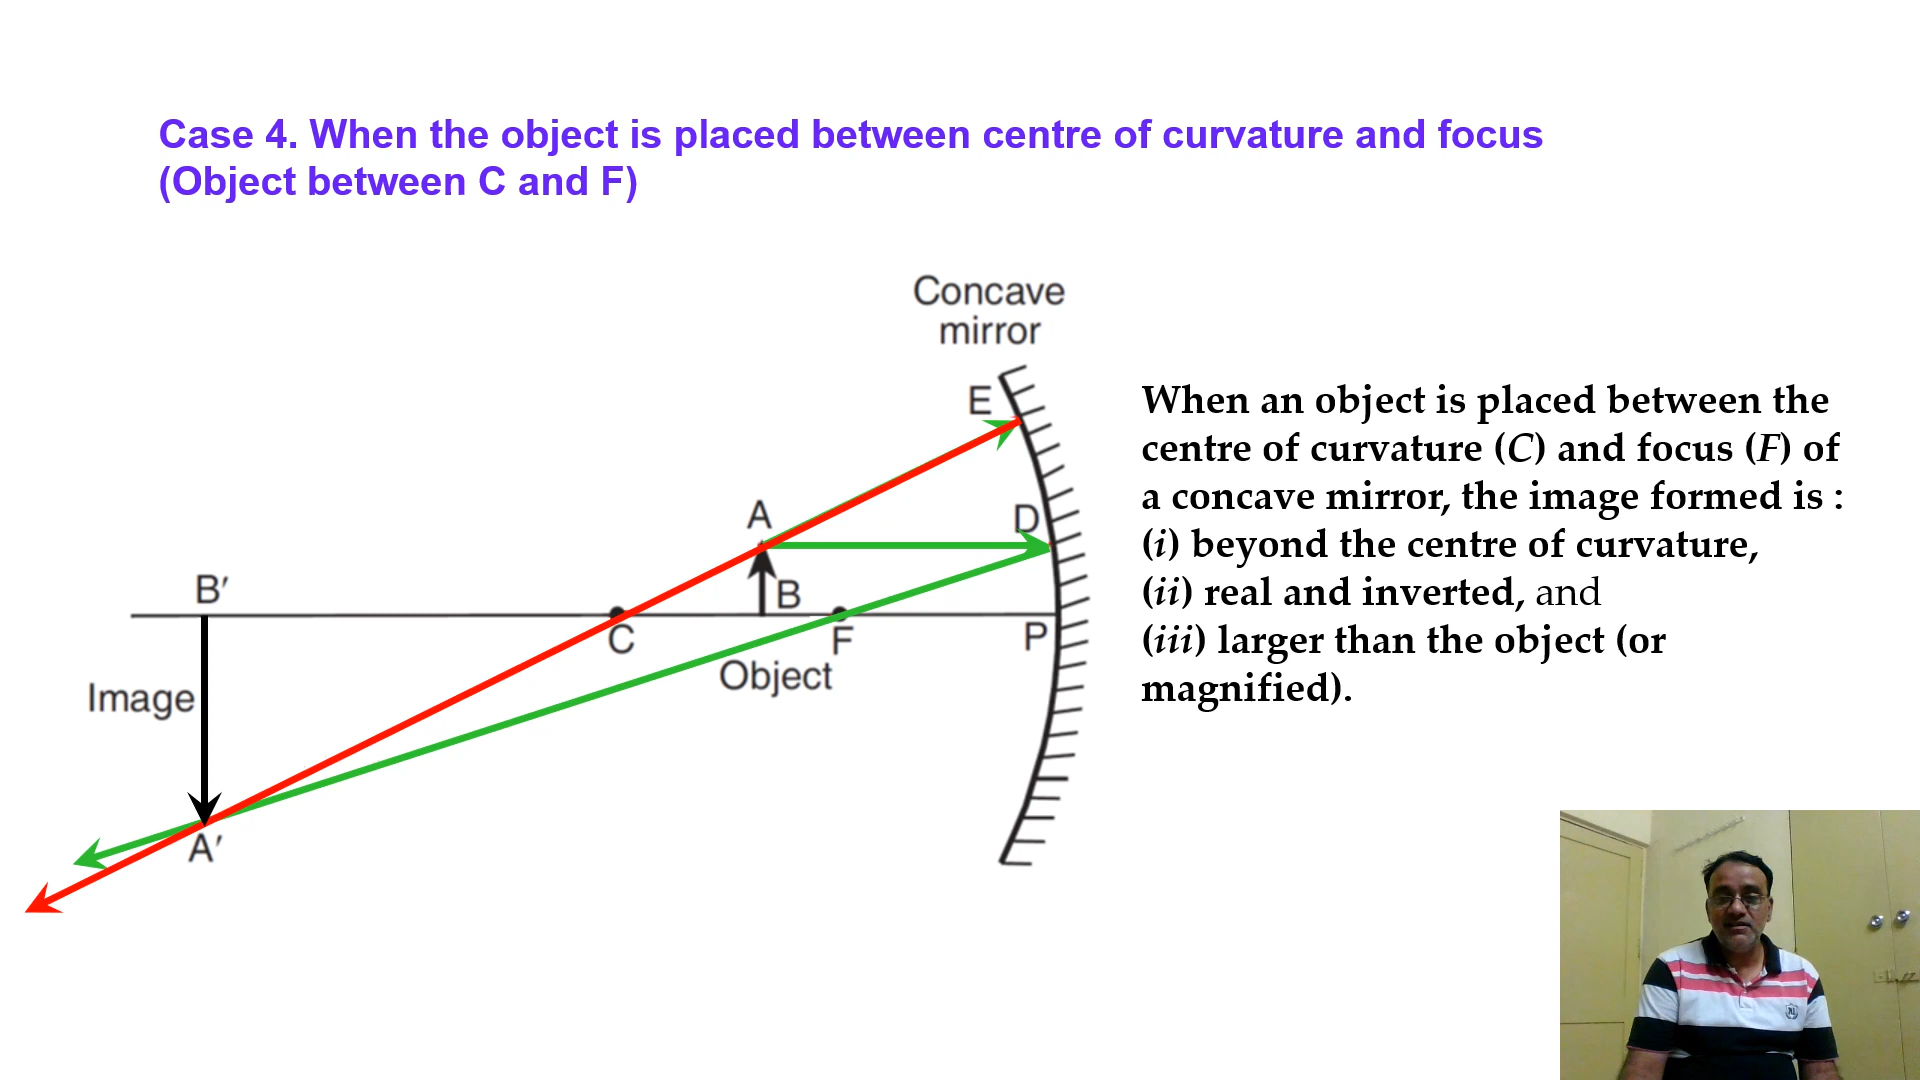 Case 4. When the object is placed between centre of curvature and focus
(Object between C and F)
Concave
mirror
E
A
D
B′
B
C
F
P
Object
Image
A′
When an object is placed between the
centre of curvature (C) and focus (F) of
a concave mirror, the image formed is :
(i) beyond the centre of curvature,
(ii) real and inverted, and
(iii) larger than the object (or
magnified).